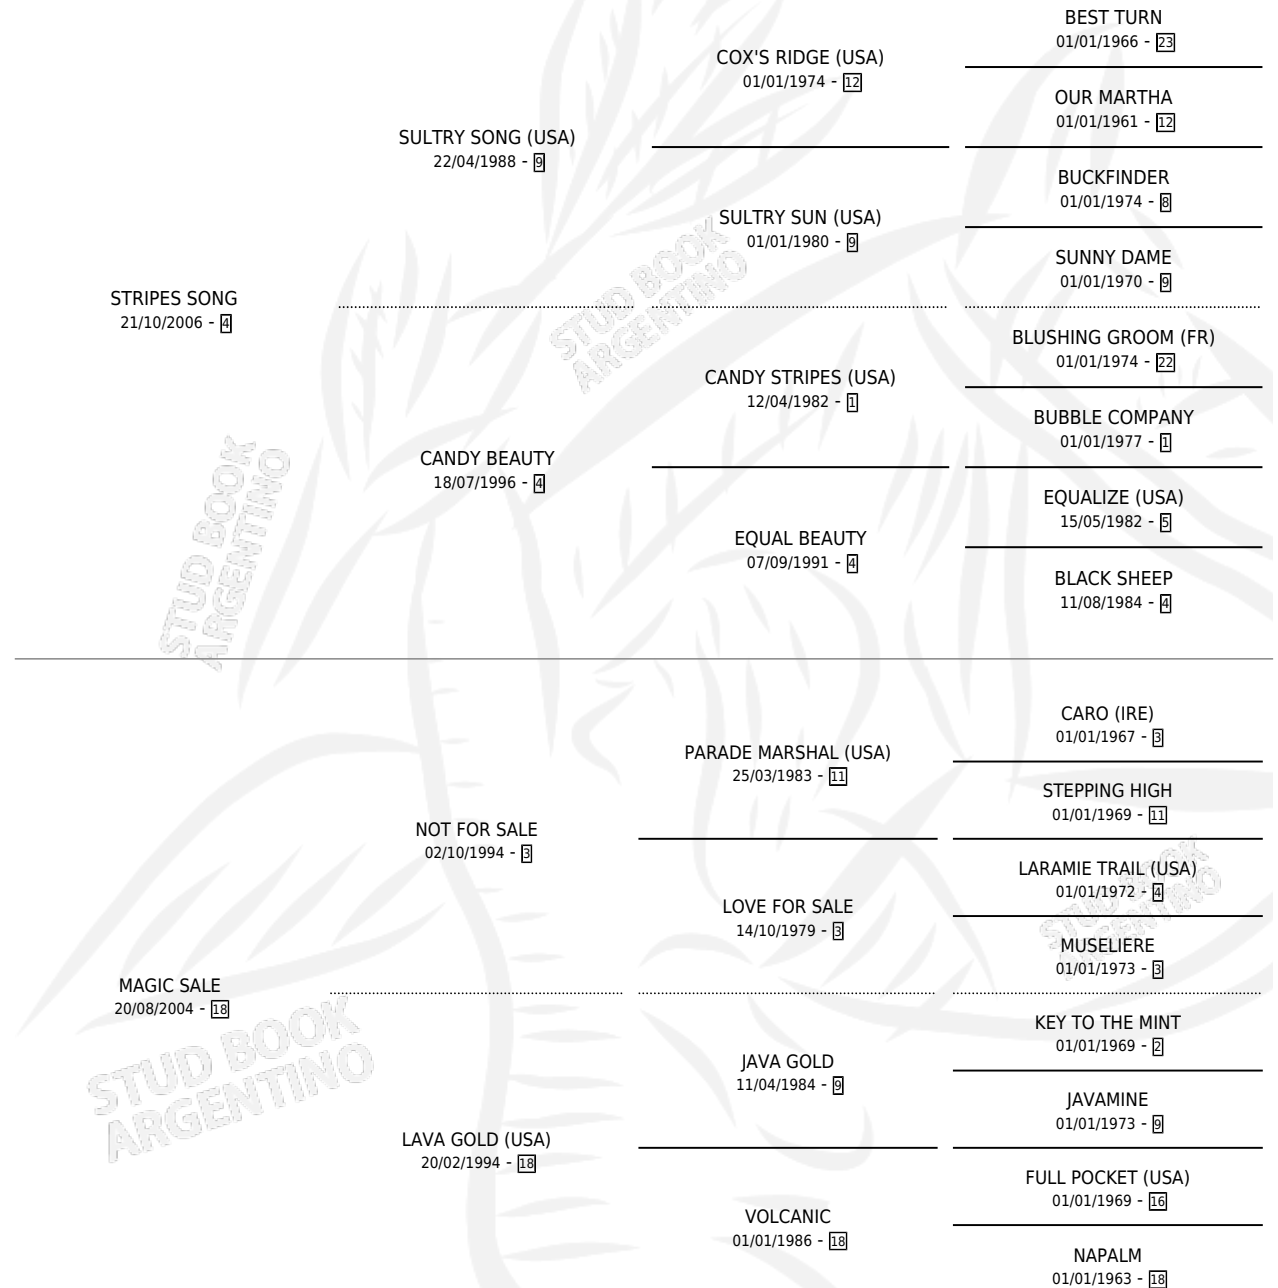 BEST TURN
01/01/1966 - 23
COX'S RIDGE (USA)
01/01/1974 - 12
OUR MARTHA
01/01/1961 - 12
SULTRY SONG (USA)
22/04/1988 - 9
BUCKFINDER
01/01/1974 - 8
SULTRY SUN (USA)
01/01/1980 - 9
SUNNY DAME
01/01/1970 - 9
STRIPES SONG
21/10/2006 - 4
BLUSHING GROOM (FR)
01/01/1974 - 22
CANDY STRIPES (USA)
12/04/1982 - 1
BUBBLE COMPANY
01/01/1977 - 1
CANDY BEAUTY
18/07/1996 - 4
EQUALIZE (USA)
15/05/1982 - 5
EQUAL BEAUTY
07/09/1991 - 4
BLACK SHEEP
11/08/1984 - 4
STUD BOOK
ARGENTINO
STUD BOOK
ARGENTINO
CARO (IRE)
01/01/1967 - 3
PARADE MARSHAL (USA)
25/03/1983 - 11
STEPPING HIGH
01/01/1969 - 11
NOT FOR SALE
02/10/1994 - 3
LARAMIE TRAIL (USA)
01/01/1972 - 4
LOVE FOR SALE
14/10/1979 - 3
MUSELIERE
01/01/1973 - 3
MAGIC SALE
20/08/2004 - 18
KEY TO THE MINT
01/01/1969 - 2
JAVA GOLD
11/04/1984 - 9
JAVAMINE
01/01/1973 - 9
LAVA GOLD (USA)
20/02/1994 - 18
FULL POCKET (USA)
01/01/1969 - 16
VOLCANIC
01/01/1986 - 18
NAPALM
01/01/1963 - 18
STUD BOOK
ARGENTINO
STUD BOOK
ARGENTINO